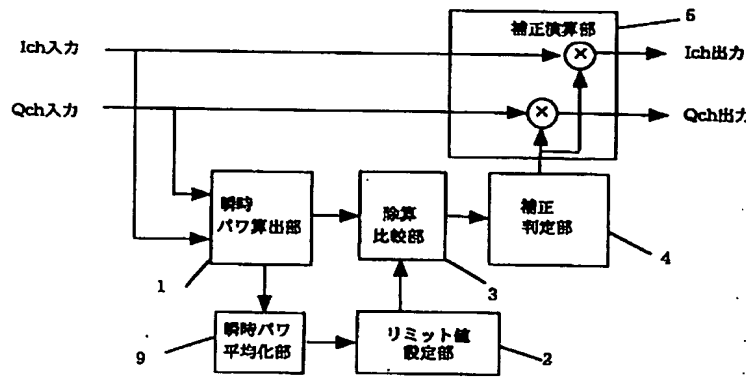 補正演算部
6
Ich入力
×
Ich出力
Qch入力
×
Qch出力
瞬時
パワ算出部
除算
比較部
補正
判定部
1
3
4
瞬時パワ
平均化部
リミット値
設定部
9
2